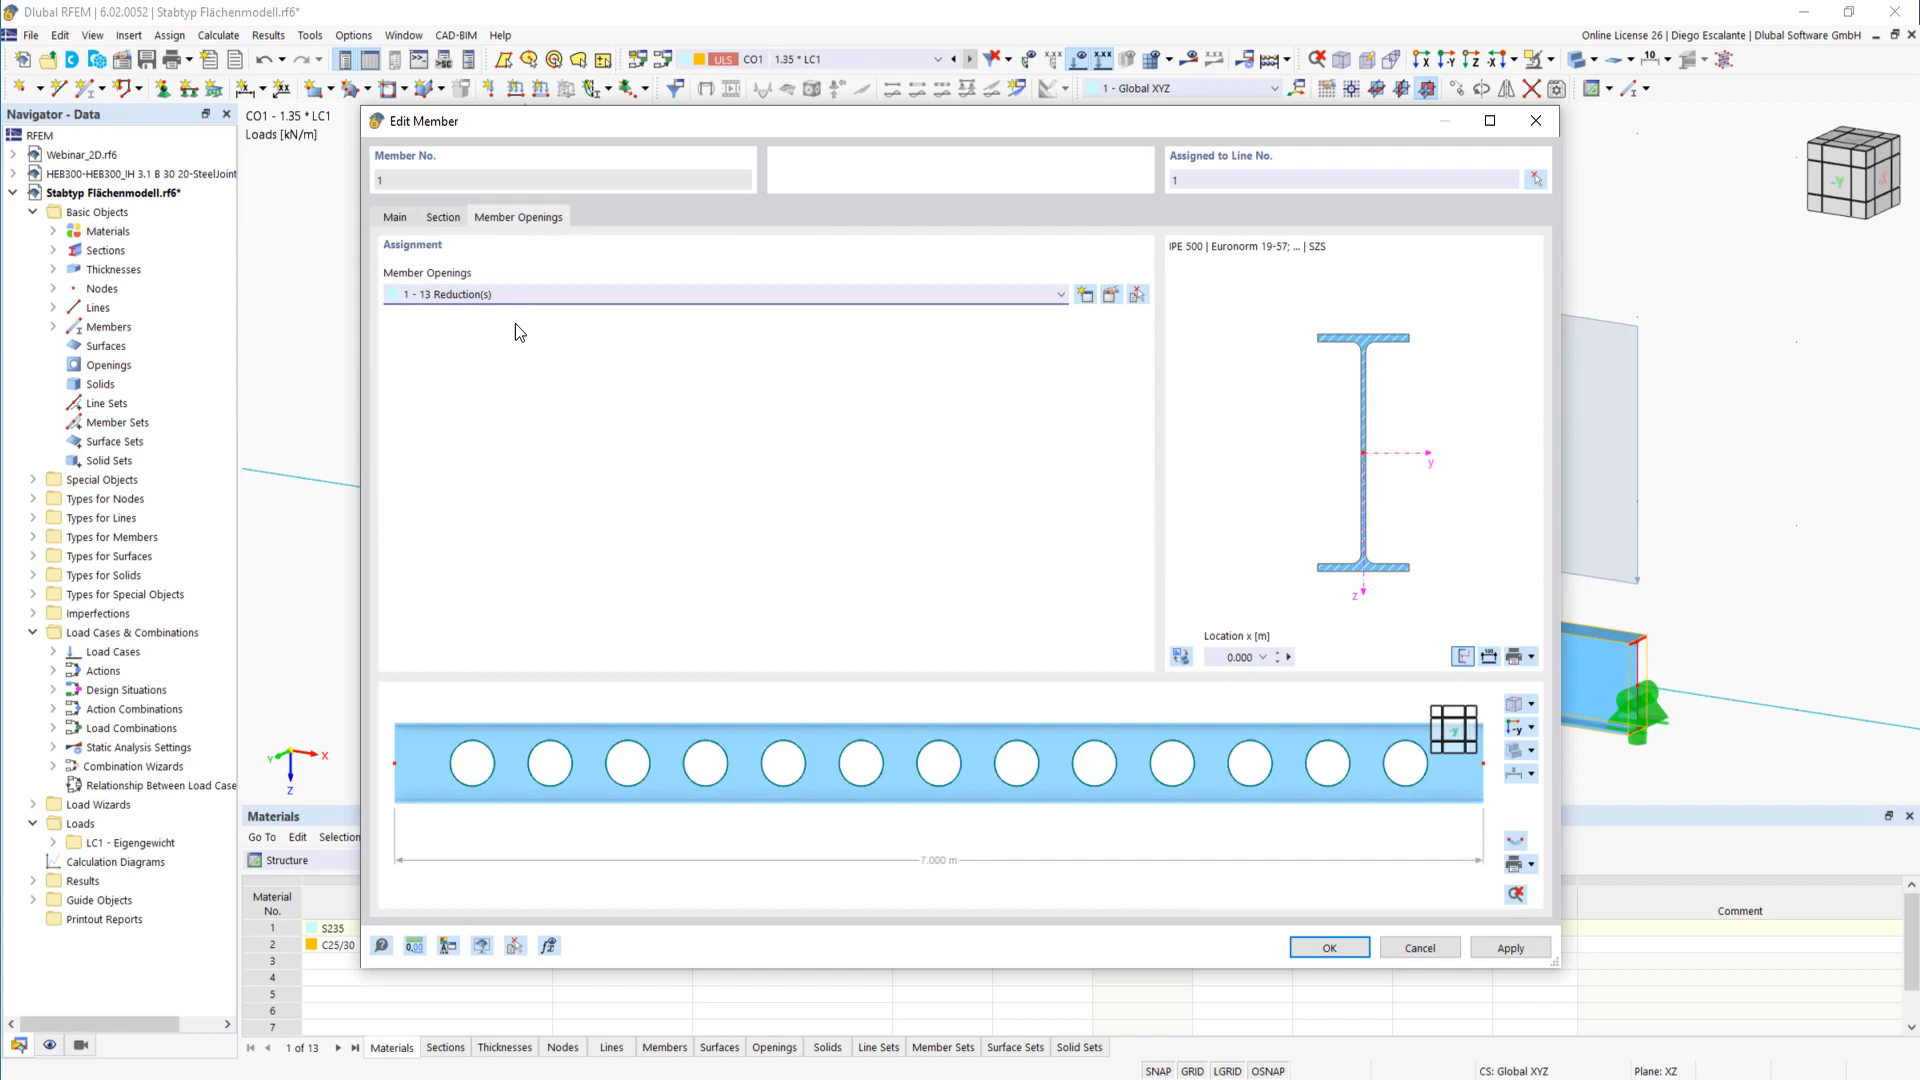 Dlubal RFEM | 6.02.0052 | Stabtyp Flächenmodell.rf6*
File Edit View Insert Assign Calculate Results Tools Options Window CAD-BIM Help
Online License 26 | Diego Escalante | Dlubal Software GmbH
ULS CO1 1.35 * LC1
1 - Global XYZ
Navigator - Data
RFEM
Webinar_2D.rf6
HEB300-HEB300_IH 3.1 B 30 20-SteelJoint
Stabtyp Flächenmodell.rf6*
Basic Objects
Materials
Sections
Thicknesses
Nodes
Lines
Members
Surfaces
Openings
Solids
Line Sets
Member Sets
Surface Sets
Solid Sets
Special Objects
Types for Nodes
Types for Lines
Types for Members
Types for Surfaces
Types for Solids
Types for Special Objects
Imperfections
Load Cases & Combinations
Load Cases
Actions
Design Situations
Action Combinations
Load Combinations
Static Analysis Settings
Combination Wizards
Relationship Between Load Case
Load Wizards
Loads
LC1 - Eigengewicht
Calculation Diagrams
Results
Guide Objects
Printout Reports
CO1 - 1.35 * LC1
Loads [kN/m]
Edit Member
Member No.
1
Assigned to Line No.
1
Main Section Member Openings
Assignment
Member Openings
1 - 13 Reduction(s)
IPE 500 | Euronorm 19-57; ... | SZS
y
z
Location x [m]
0.000
7.000 m
OK Cancel Apply
-Y
-X
-y
X
Y
Z
Materials
Go To Edit Selection
Structure
Material
No.
Comment
1 S235
2 C25/30
3
4
5
6
7
1 of 13
Materials Sections Thicknesses Nodes Lines Members Surfaces Openings Solids Line Sets Member Sets Surface Sets Solid Sets
SNAP GRID LGRID OSNAP
CS: Global XYZ
Plane: XZ